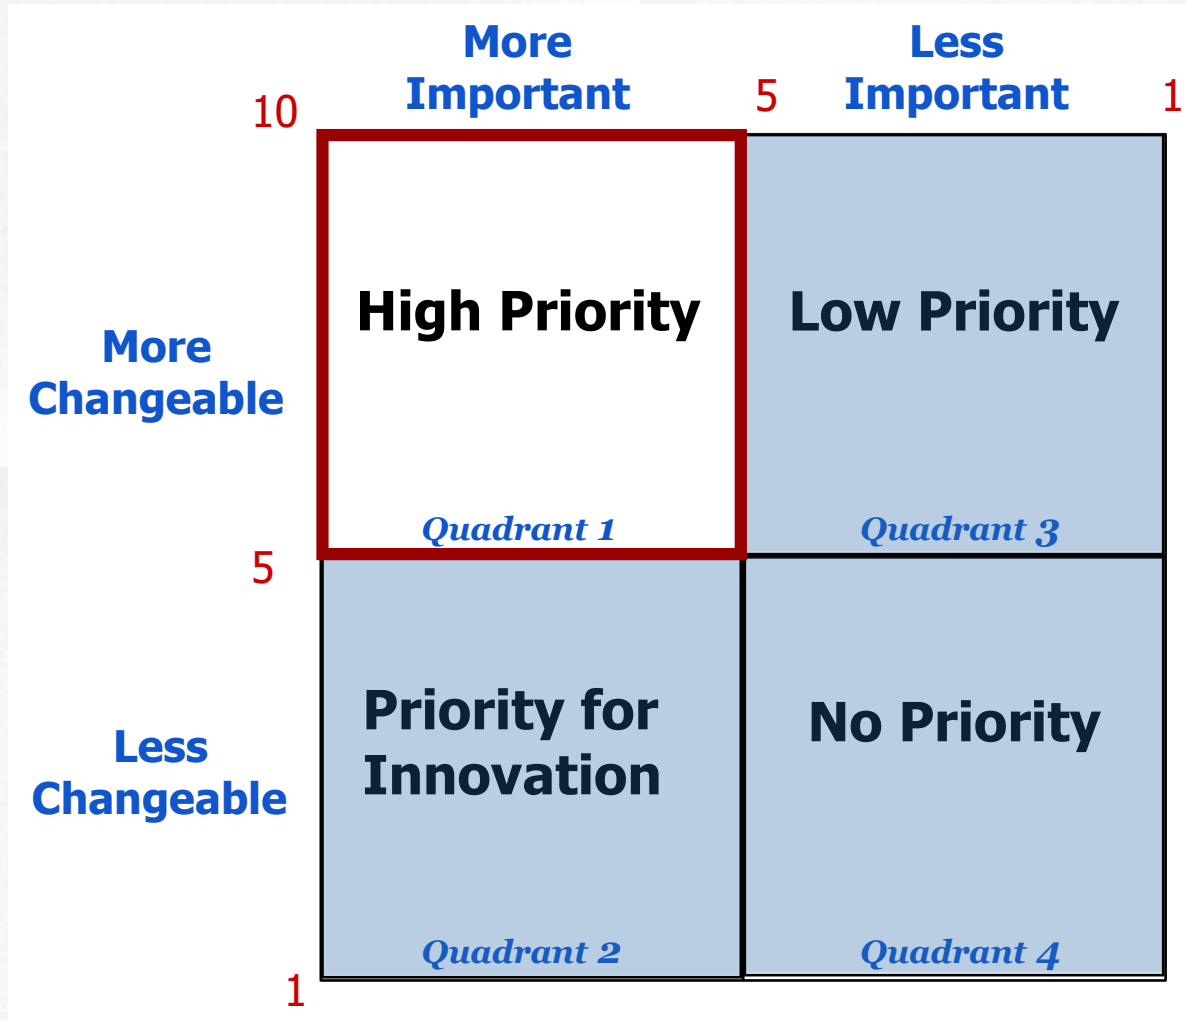 More
Important
Less
Important
10
5
1
More
Changeable
High Priority
Low Priority
Quadrant 1
Quadrant 3
5
Less
Changeable
Priority for
Innovation
No Priority
Quadrant 2
Quadrant 4
1